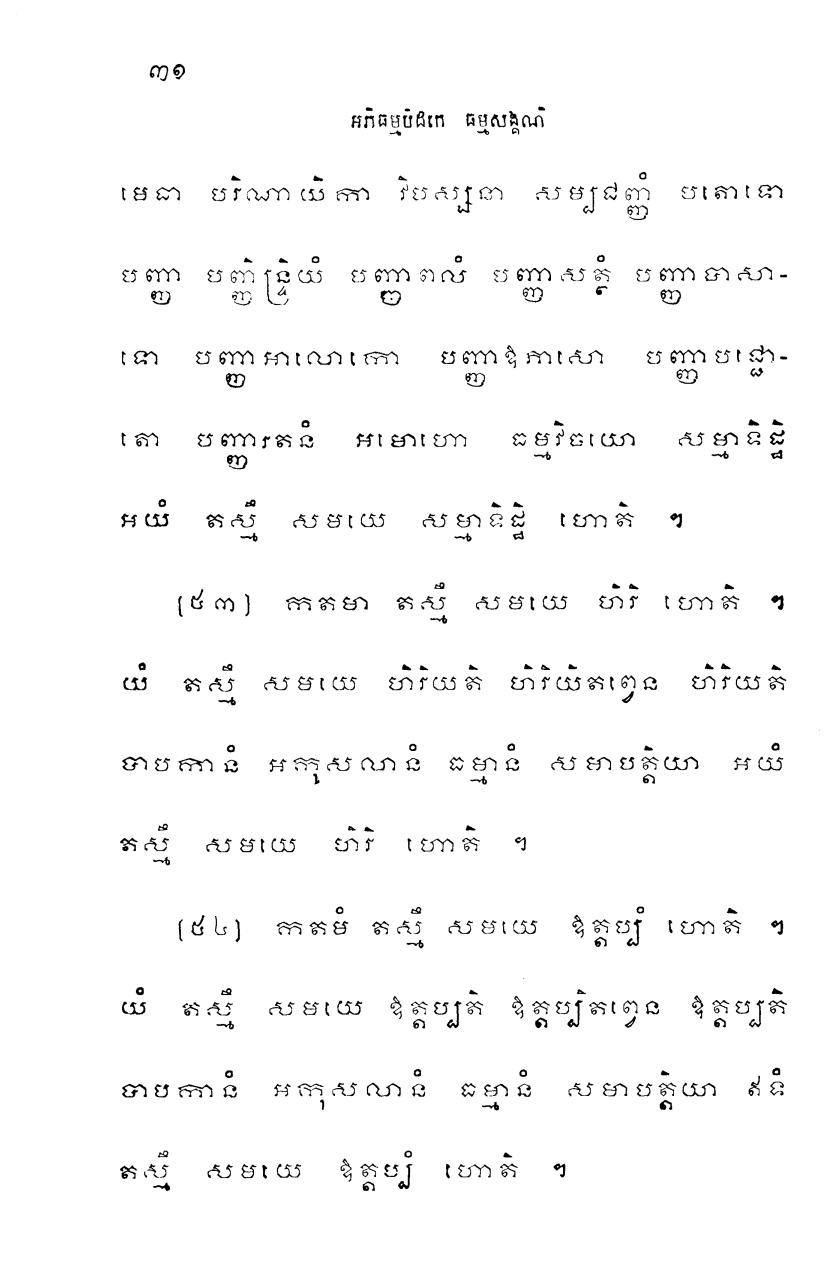 ៣១
អភិធម្មបិដកេ ធម្មសង្គណិ
មេធា បរិណាយិកា វិបស្សនា សម្បជញ្ញំ បតោទោ
បញ្ញា បញ្ញិន្ទ្រិយំ បញ្ញាពលំ បញ្ញាសត្ថំ បញ្ញាបាសា-
ទោ បញ្ញាអាលោកោ បញ្ញាឱភាសោ បញ្ញាបជ្ជោ-
តោ បញ្ញារតនំ អមោហោ ធម្មវិចយោ សម្មាទិដ្ឋិ
អយំ តស្មឹ សមយេ សម្មាទិដ្ឋិ ហោតិ ៗ
(៥៣) កតមា តស្មឹ សមយេ ហិរិ ហោតិ ៗ
យំ តស្មឹ សមយេ ហិរិយតិ ហិរិយិតព្វេន ហិរិយតិ
បាបកានំ អកុសលានំ ធម្មានំ សមាបត្តិយា អយំ
តស្មឹ សមយេ ហិរិ ហោតិ ៗ
(៥៤) កតមំ តស្មឹ សមយេ ឱត្តប្បំ ហោតិ ៗ
យំ តស្មឹ សមយេ ឱត្តប្បតិ ឱត្តប្បិតព្វេន ឱត្តប្បតិ
បាបកានំ អកុសលានំ ធម្មានំ សមាបត្តិយា ឥទំ
តស្មឹ សមយេ ឱត្តប្បំ ហោតិ ៗ